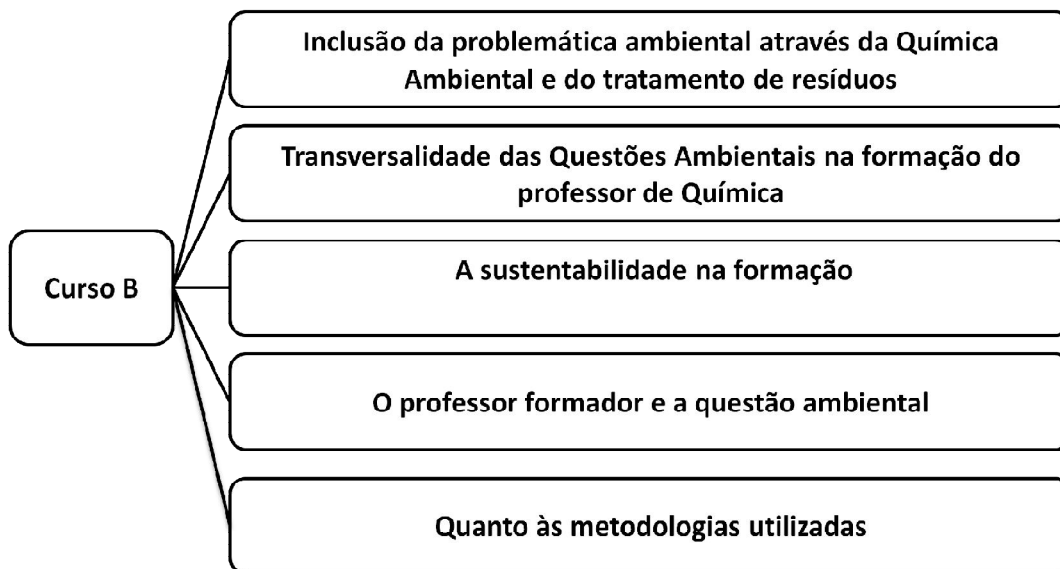 Inclusão da problemática ambiental através da Química
Ambiental e do tratamento de resíduos
Transversalidade das Questões Ambientais na formação do
professor de Química
A sustentabilidade na formação
Curso B
O professor formador e a questão ambiental
Quanto às metodologias utilizadas